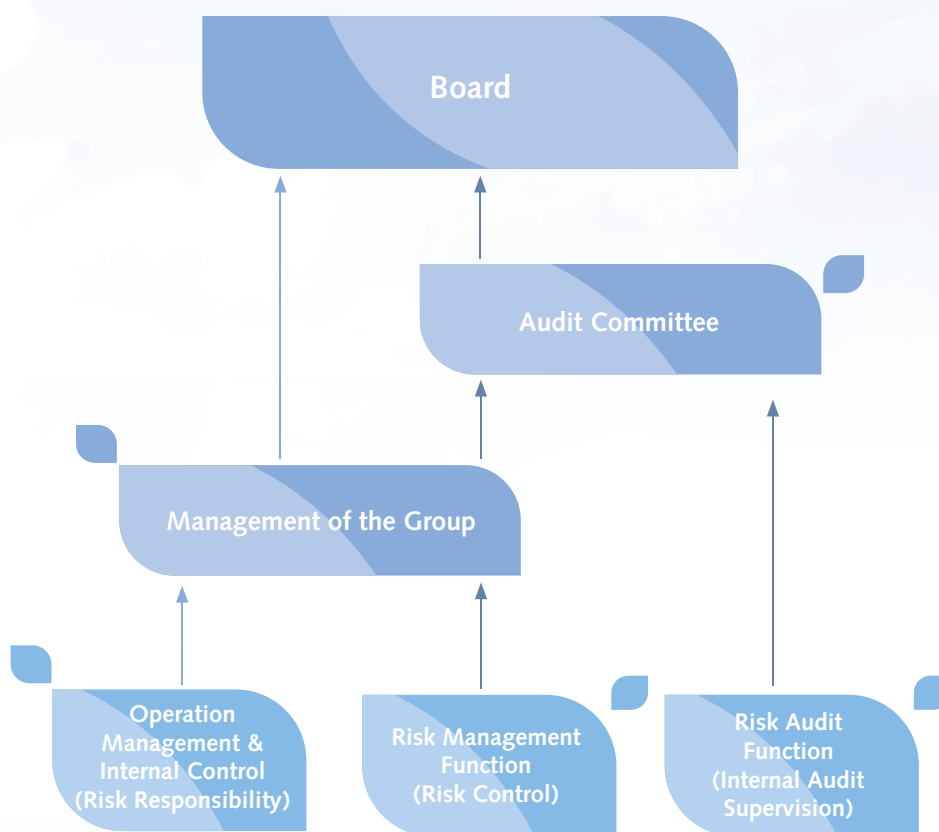 Board
Audit Committee
Management of the Group
Operation
Management &
Internal Control
(Risk Responsibility)
Risk Management
Function
(Risk Control)
Risk Audit
Function
(Internal Audit
Supervision)